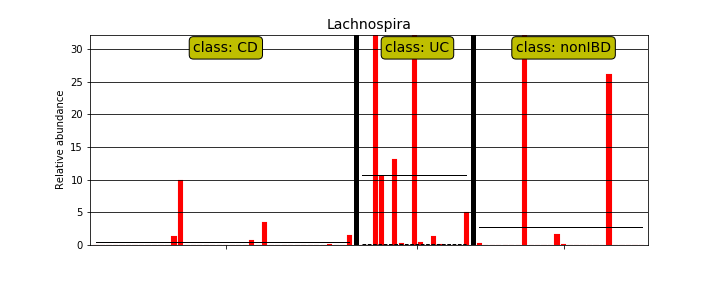 Lachnospira
class: CD
class: UC
class: nonIBD
Relative abundance
30
25
20
15
10
5
0